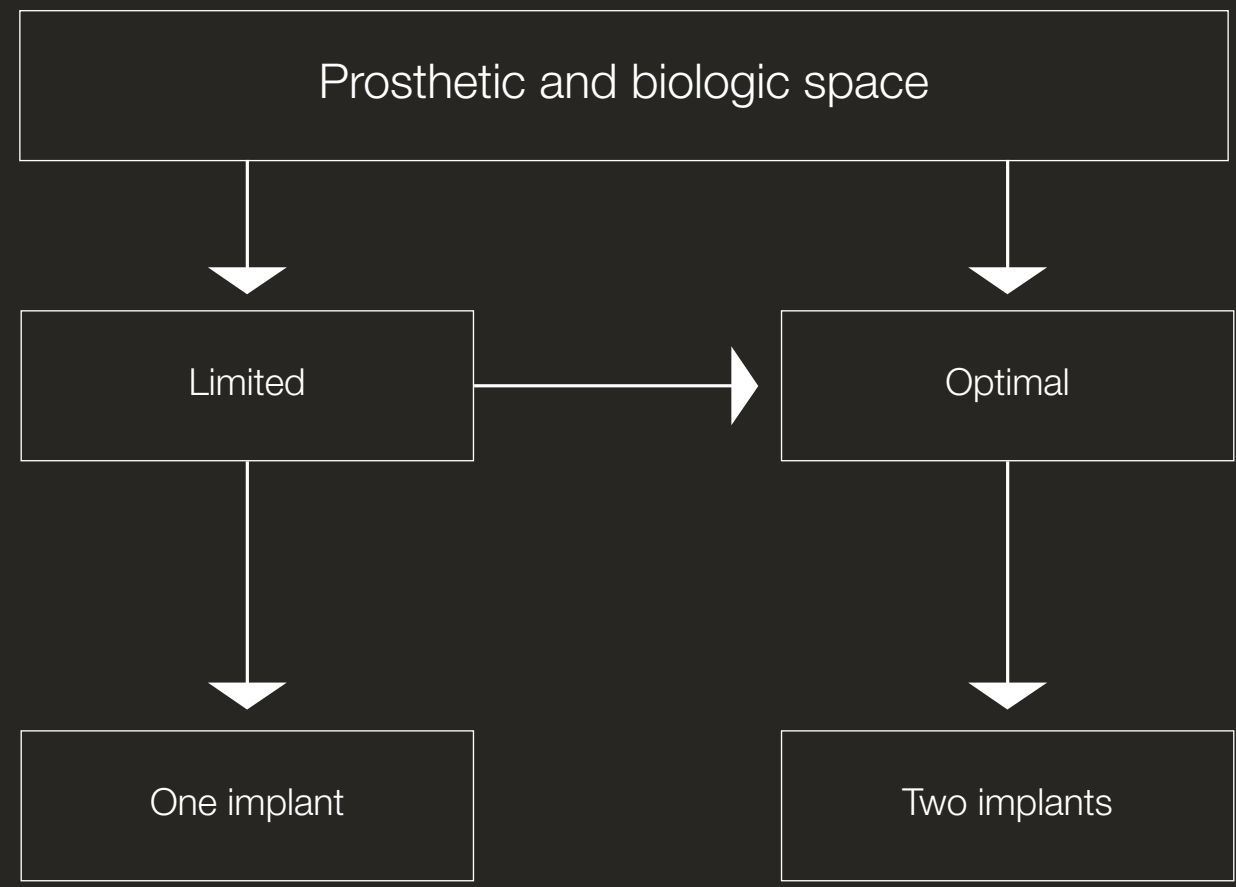 Prosthetic and biologic space
Limited
Optimal
One implant
Two implants